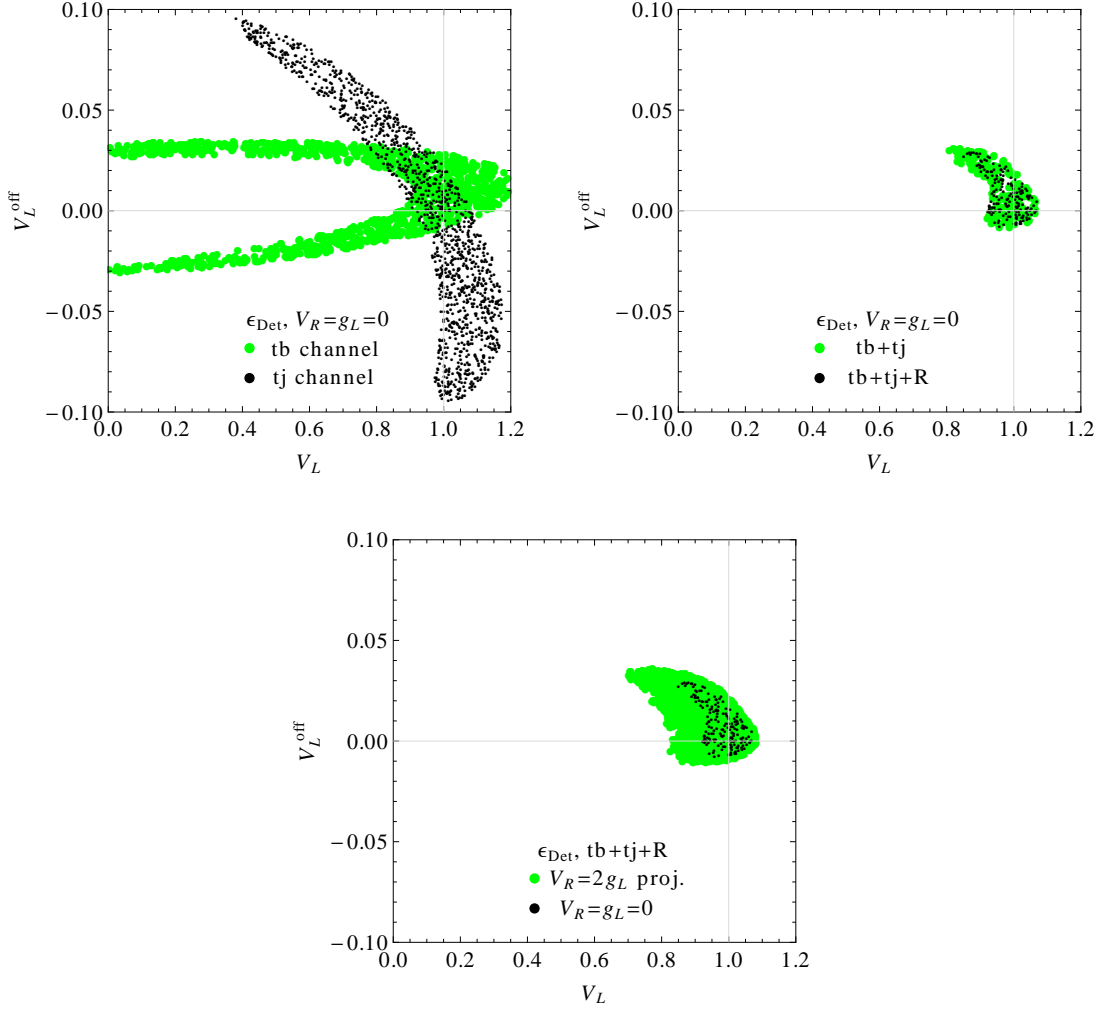 0.10
0.05
0.00
−0.05
−0.10
V_L^off
ϵ_Det, V_R=g_L=0
tb channel
tj channel
0.0 0.2 0.4 0.6 0.8 1.0 1.2
V_L
0.10
0.05
0.00
−0.05
−0.10
V_L^off
ϵ_Det, V_R=g_L=0
tb+tj
tb+tj+R
0.0 0.2 0.4 0.6 0.8 1.0 1.2
V_L
0.10
0.05
0.00
−0.05
−0.10
V_L^off
ϵ_Det, tb+tj+R
V_R=2g_L proj.
V_R=g_L=0
0.0 0.2 0.4 0.6 0.8 1.0 1.2
V_L